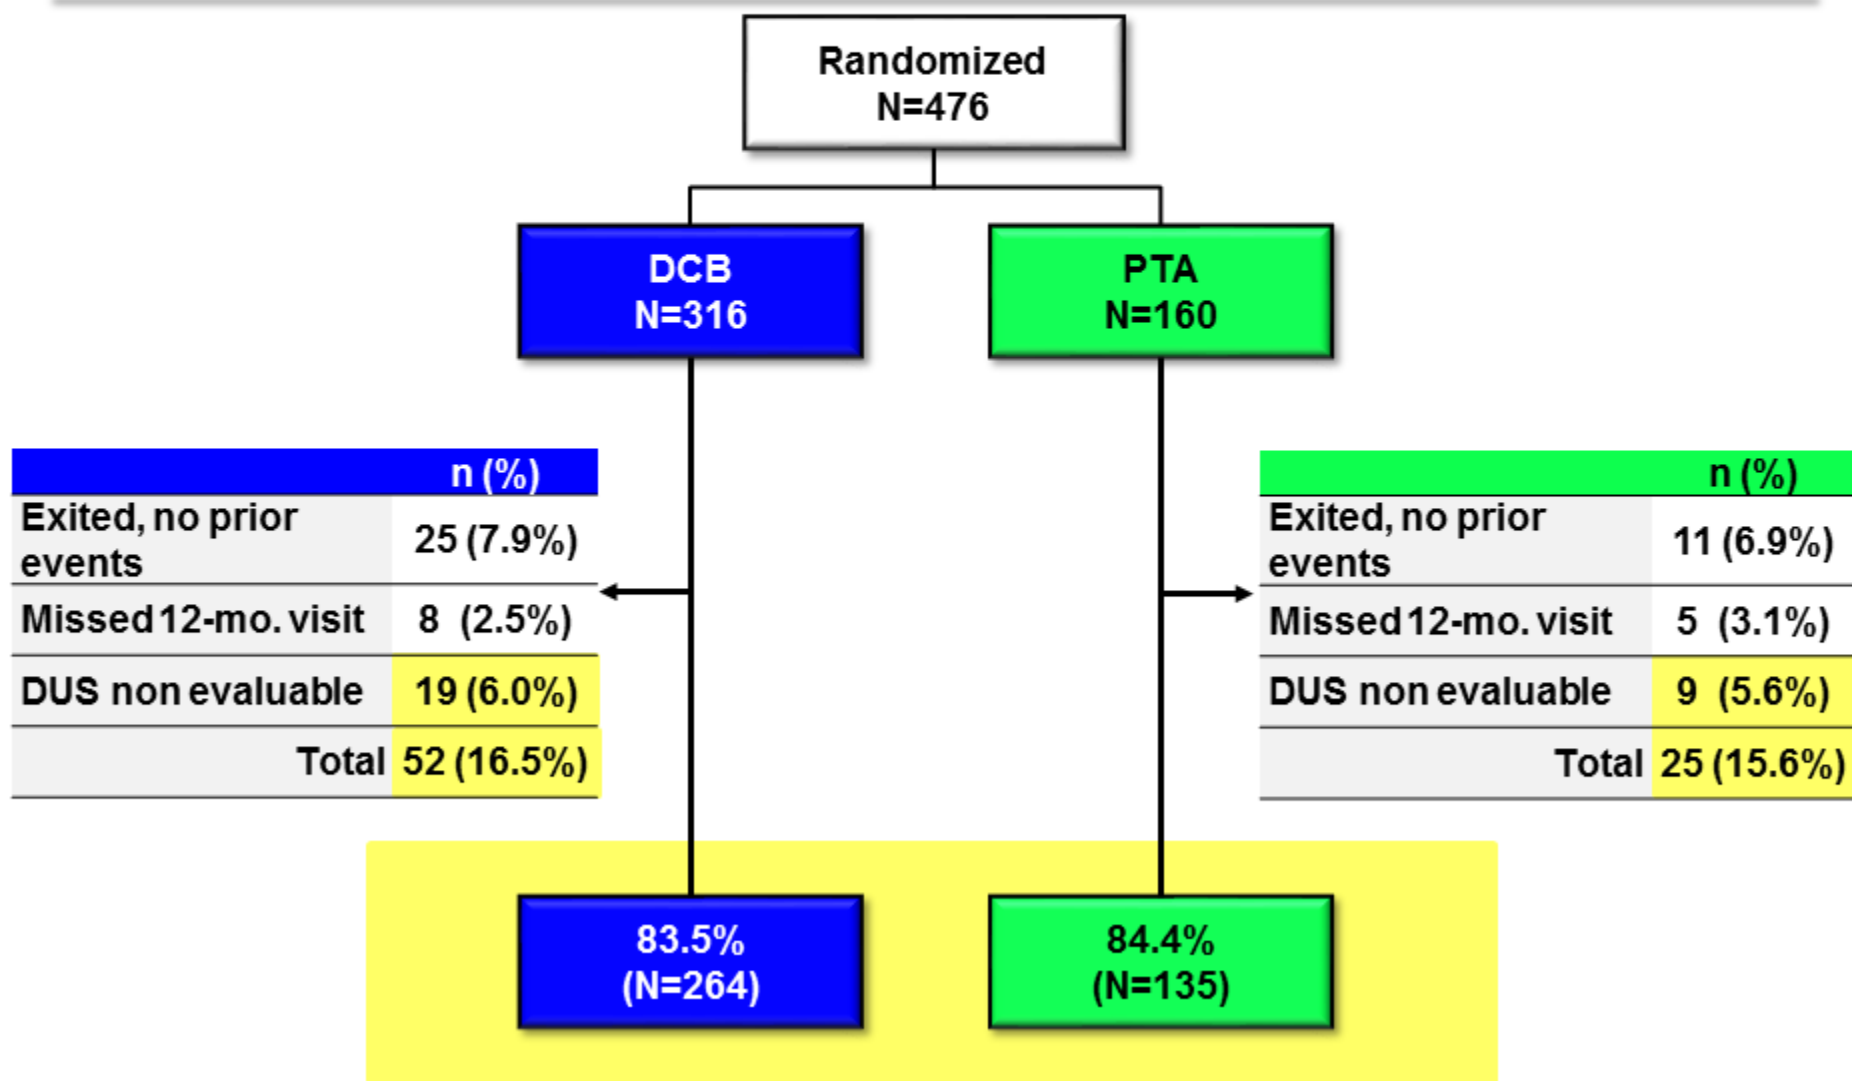 Randomized
N=476
DCB
N=316
PTA
N=160
n (%)
Exited, no prior
events
25 (7.9%)
Missed 12-mo. visit
8 (2.5%)
DUS non evaluable
19 (6.0%)
Total
52 (16.5%)
n (%)
Exited, no prior
events
11 (6.9%)
Missed 12-mo. visit
5 (3.1%)
DUS non evaluable
9 (5.6%)
Total
25 (15.6%)
83.5%
(N=264)
84.4%
(N=135)